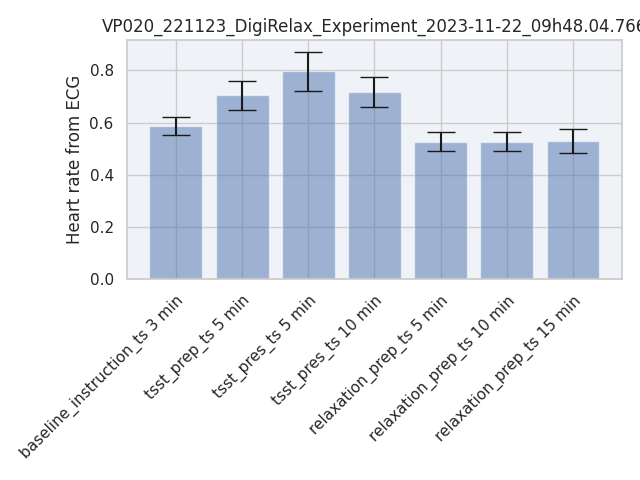 VP020_221123_DigiRelax_Experiment_2023-11-22_09h48.04.766
Heart rate from ECG
0.8
0.6
0.4
0.2
0.0
baseline_instruction_ts 3 min
tsst_prep_ts 5 min
tsst_pres_ts 5 min
tsst_pres_ts 10 min
relaxation_prep_ts 5 min
relaxation_prep_ts 10 min
relaxation_prep_ts 15 min